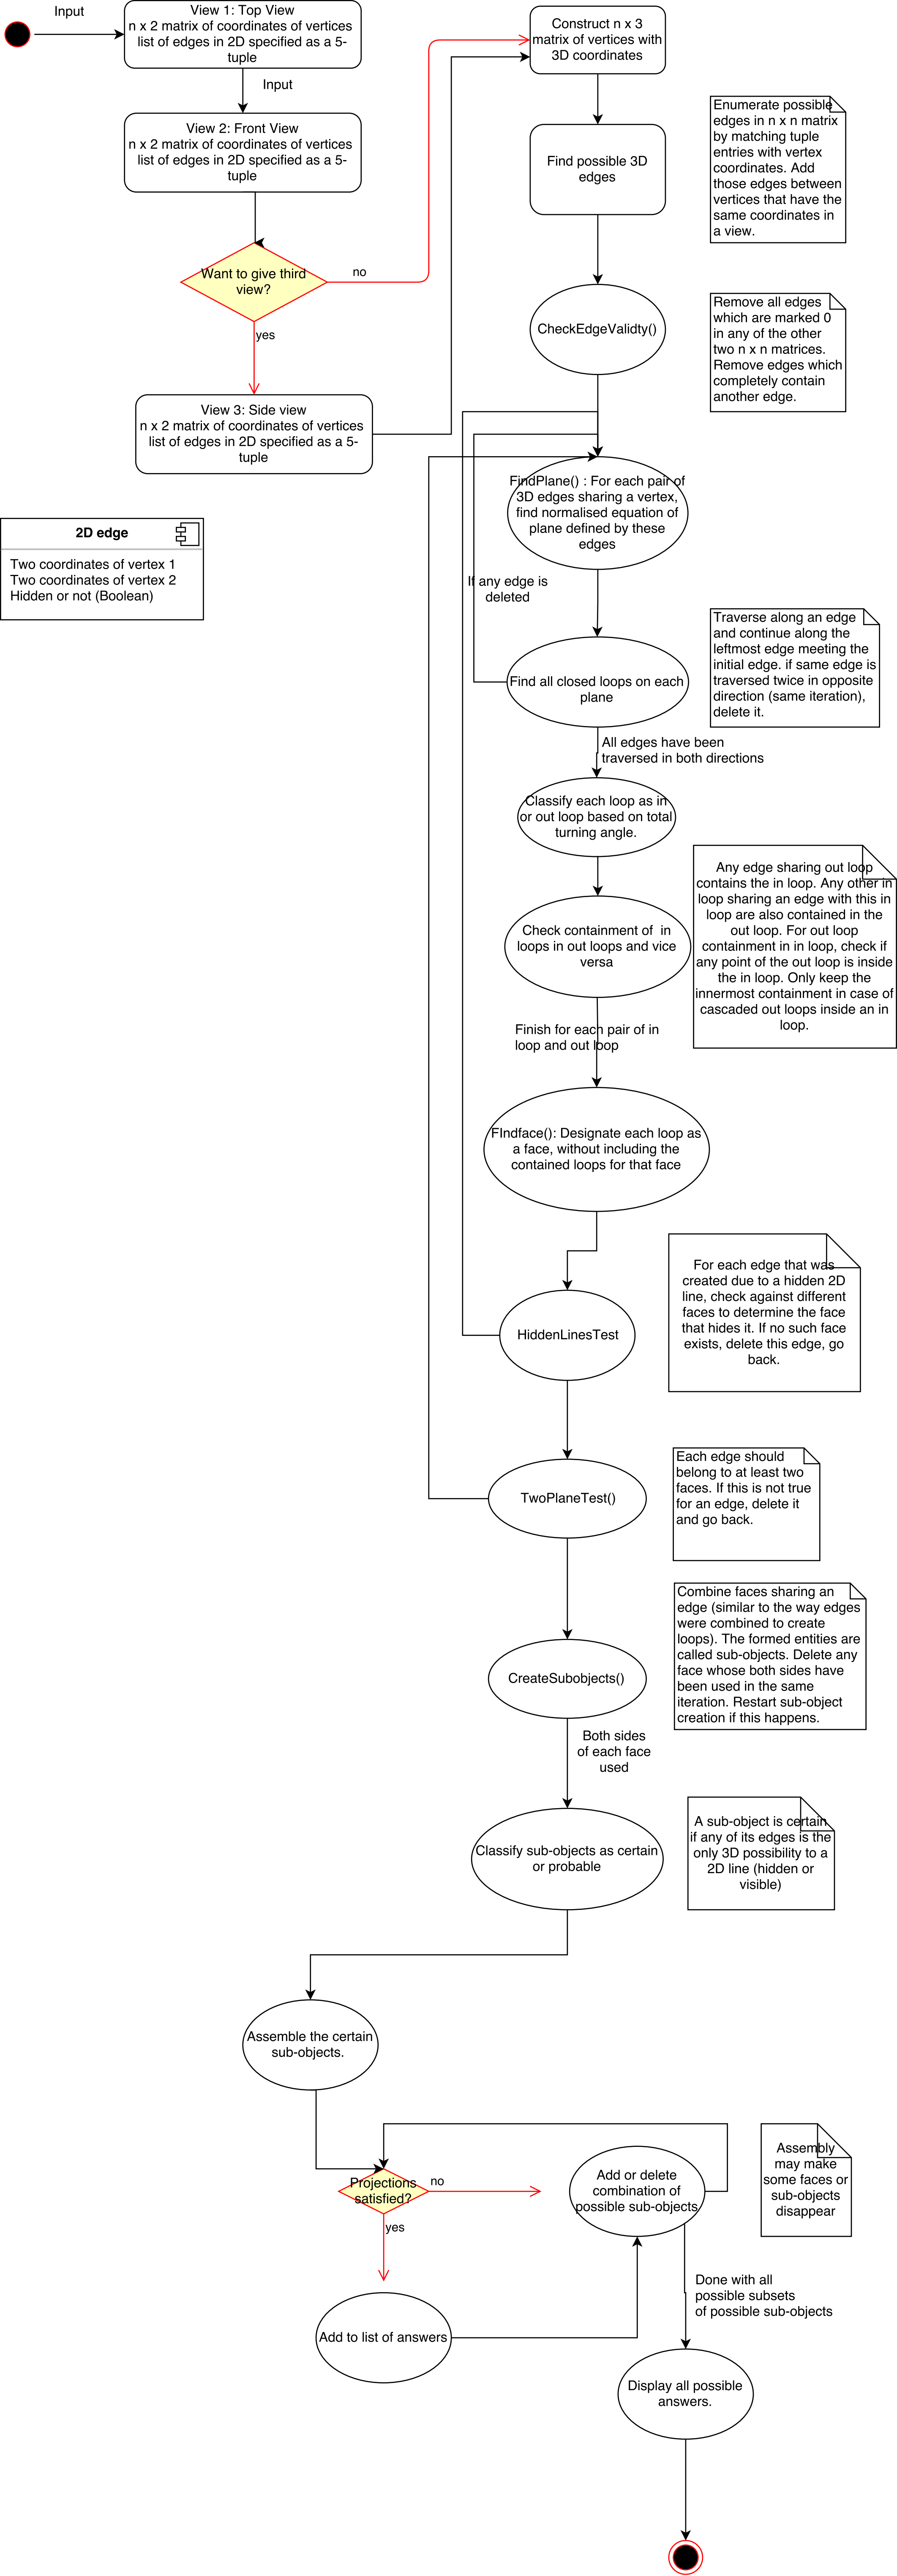 Input
View 1: Top View
n x 2 matrix of coordinates of vertices
list of edges in 2D specified as a 5-
tuple
Input
View 2: Front View
n x 2 matrix of coordinates of vertices
list of edges in 2D specified as a 5-
tuple
Want to give third
view?
no
yes
View 3: Side view
n x 2 matrix of coordinates of vertices
list of edges in 2D specified as a 5-
tuple
2D edge
Two coordinates of vertex 1
Two coordinates of vertex 2
Hidden or not (Boolean)
Construct n x 3
matrix of vertices with
3D coordinates
Find possible 3D
edges
Enumerate possible
edges in n x n matrix
by matching tuple
entries with vertex
coordinates. Add
those edges between
vertices that have the
same coordinates in
a view.
CheckEdgeValidty()
Remove all edges
which are marked 0
in any of the other
two n x n matrices.
Remove edges which
completely contain
another edge.
FindPlane() : For each pair of
3D edges sharing a vertex,
find normalised equation of
plane defined by these
edges
If any edge is
deleted
Find all closed loops on each
plane
Traverse along an edge
and continue along the
leftmost edge meeting the
initial edge. if same edge is
traversed twice in opposite
direction (same iteration),
delete it.
All edges have been
traversed in both directions
Classify each loop as in
or out loop based on total
turning angle.
Check containment of  in
loops in out loops and vice
versa
Any edge sharing out loop
contains the in loop. Any other in
loop sharing an edge with this in
loop are also contained in the
out loop. For out loop
containment in in loop, check if
any point of the out loop is inside
the in loop. Only keep the
innermost containment in case of
cascaded out loops inside an in
loop.
Finish for each pair of in
loop and out loop
FIndface(): Designate each loop as
a face, without including the
contained loops for that face
HiddenLinesTest
For each edge that was
created due to a hidden 2D
line, check against different
faces to determine the face
that hides it. If no such face
exists, delete this edge, go
back.
TwoPlaneTest()
Each edge should
belong to at least two
faces. If this is not true
for an edge, delete it
and go back.
CreateSubobjects()
Combine faces sharing an
edge (similar to the way edges
were combined to create
loops). The formed entities are
called sub-objects. Delete any
face whose both sides have
been used in the same
iteration. Restart sub-object
creation if this happens.
Both sides
of each face
used
Classify sub-objects as certain
or probable
A sub-object is certain
if any of its edges is the
only 3D possibility to a
2D line (hidden or
visible)
Assemble the certain
sub-objects.
Projections
satisfied?
no
yes
Add or delete
combination of
possible sub-objects
Assembly
may make
some faces or
sub-objects
disappear
Add to list of answers
Done with all
possible subsets
of possible sub-objects
Display all possible
answers.